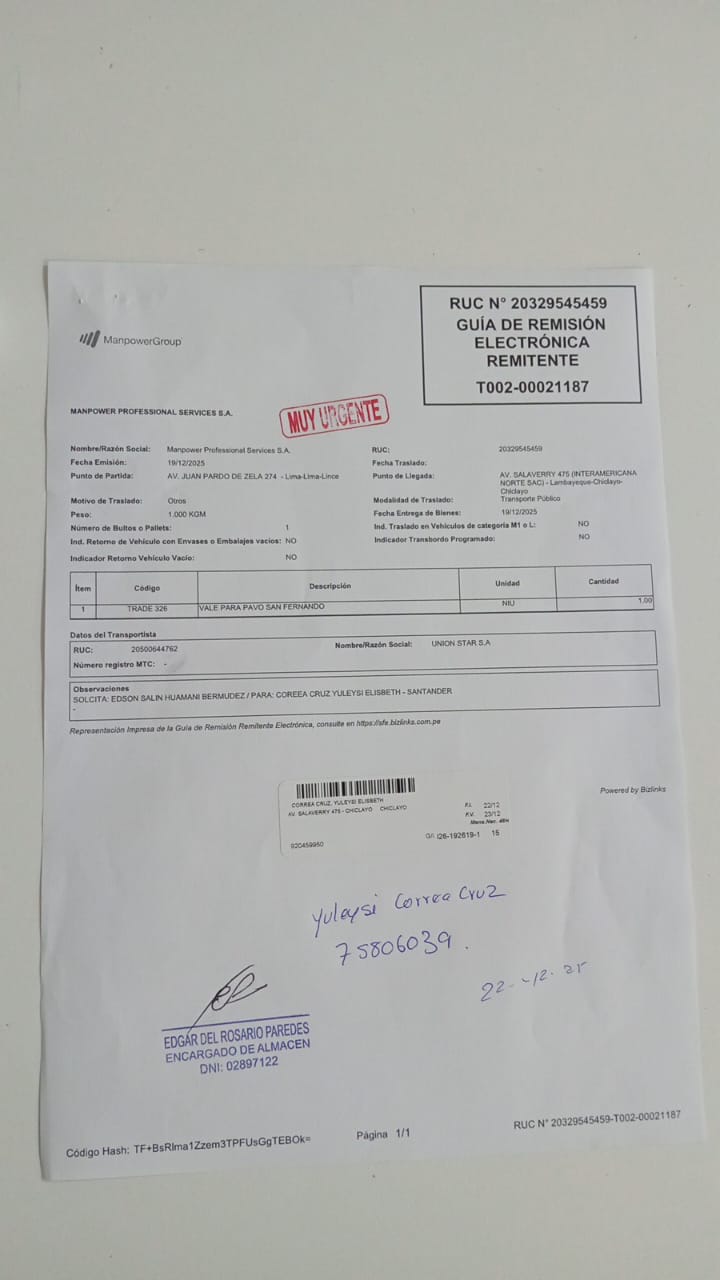 RUC N° 20329545459
GUÍA DE REMISIÓN
ELECTRÓNICA
REMITENTE
T002-00021187
ManpowerGroup
MANPOWER PROFESSIONAL SERVICES S.A.
MUY URGENTE
Nombre/Razón Social: Manpower Professional Services S.A. RUC: 20329545459
Fecha Emisión: 19/12/2025 Fecha Traslado:
Punto de Partida: AV. JUAN PARDO DE ZELA 274 - Lima-Lima-Lince Punto de Llegada: AV. SALAVERRY 475 (INTERAMERICANA
NORTE SAC) - Lambayeque-Chiclayo-
Chiclayo
Motivo de Traslado: Otros Modalidad de Traslado: Transporte Público
Peso: 1.000 KGM Fecha Entrega de Bienes: 19/12/2025
Número de Bultos o Pallets: 1 Ind. Traslado en Vehículos de categoría M1 o L: NO
Ind. Retorno de Vehículo con Envases o Embalajes vacíos: NO Indicador Transbordo Programado: NO
Indicador Retorno Vehículo Vacío: NO
Ítem Código Descripción Unidad Cantidad
1 TRADE 326 VALE PARA PAVO SAN FERNANDO NIU 1.00
Datos del Transportista
RUC: 20500644762 Nombre/Razón Social: UNION STAR S.A
Número registro MTC: -
Observaciones
SOLCITA: EDSON SALIN HUAMANI BERMUDEZ / PARA: COREEA CRUZ YULEYSI ELISBETH - SANTANDER
-
Representación Impresa de la Guía de Remisión Remitente Electrónica, consulte en https://sfe.bizlinks.com.pe
Powered by Bizlinks
CORREA CRUZ, YULEYSI ELISBETH
AV. SALAVERRY 475 - CHICLAYO CHICLAYO
22/12
23/12
920459950
I26-192619-1 15
Yuleysi Correa Cruz
75806039.
22-12-25
EDGAR DEL ROSARIO PAREDES
ENCARGADO DE ALMACEN
DNI: 02897122
RUC N° 20329545459-T002-00021187
Código Hash: TF+BsRIma1Zzem3TPFUsGgTEBOk= Página 1/1